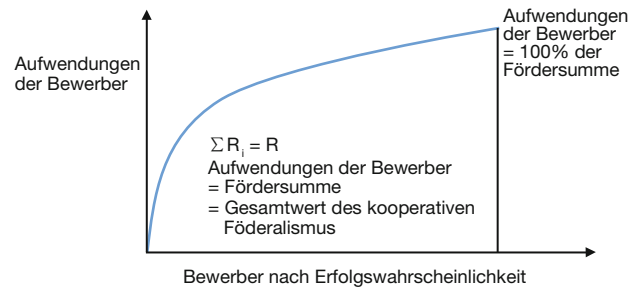 Aufwendungen
der Bewerber
= 100% der
Fördersumme
Aufwendungen
der Bewerber
∑ Rᵢ = R
Aufwendungen der Bewerber
= Fördersumme
= Gesamtwert des kooperativen
Föderalismus
Bewerber nach Erfolgswahrscheinlichkeit